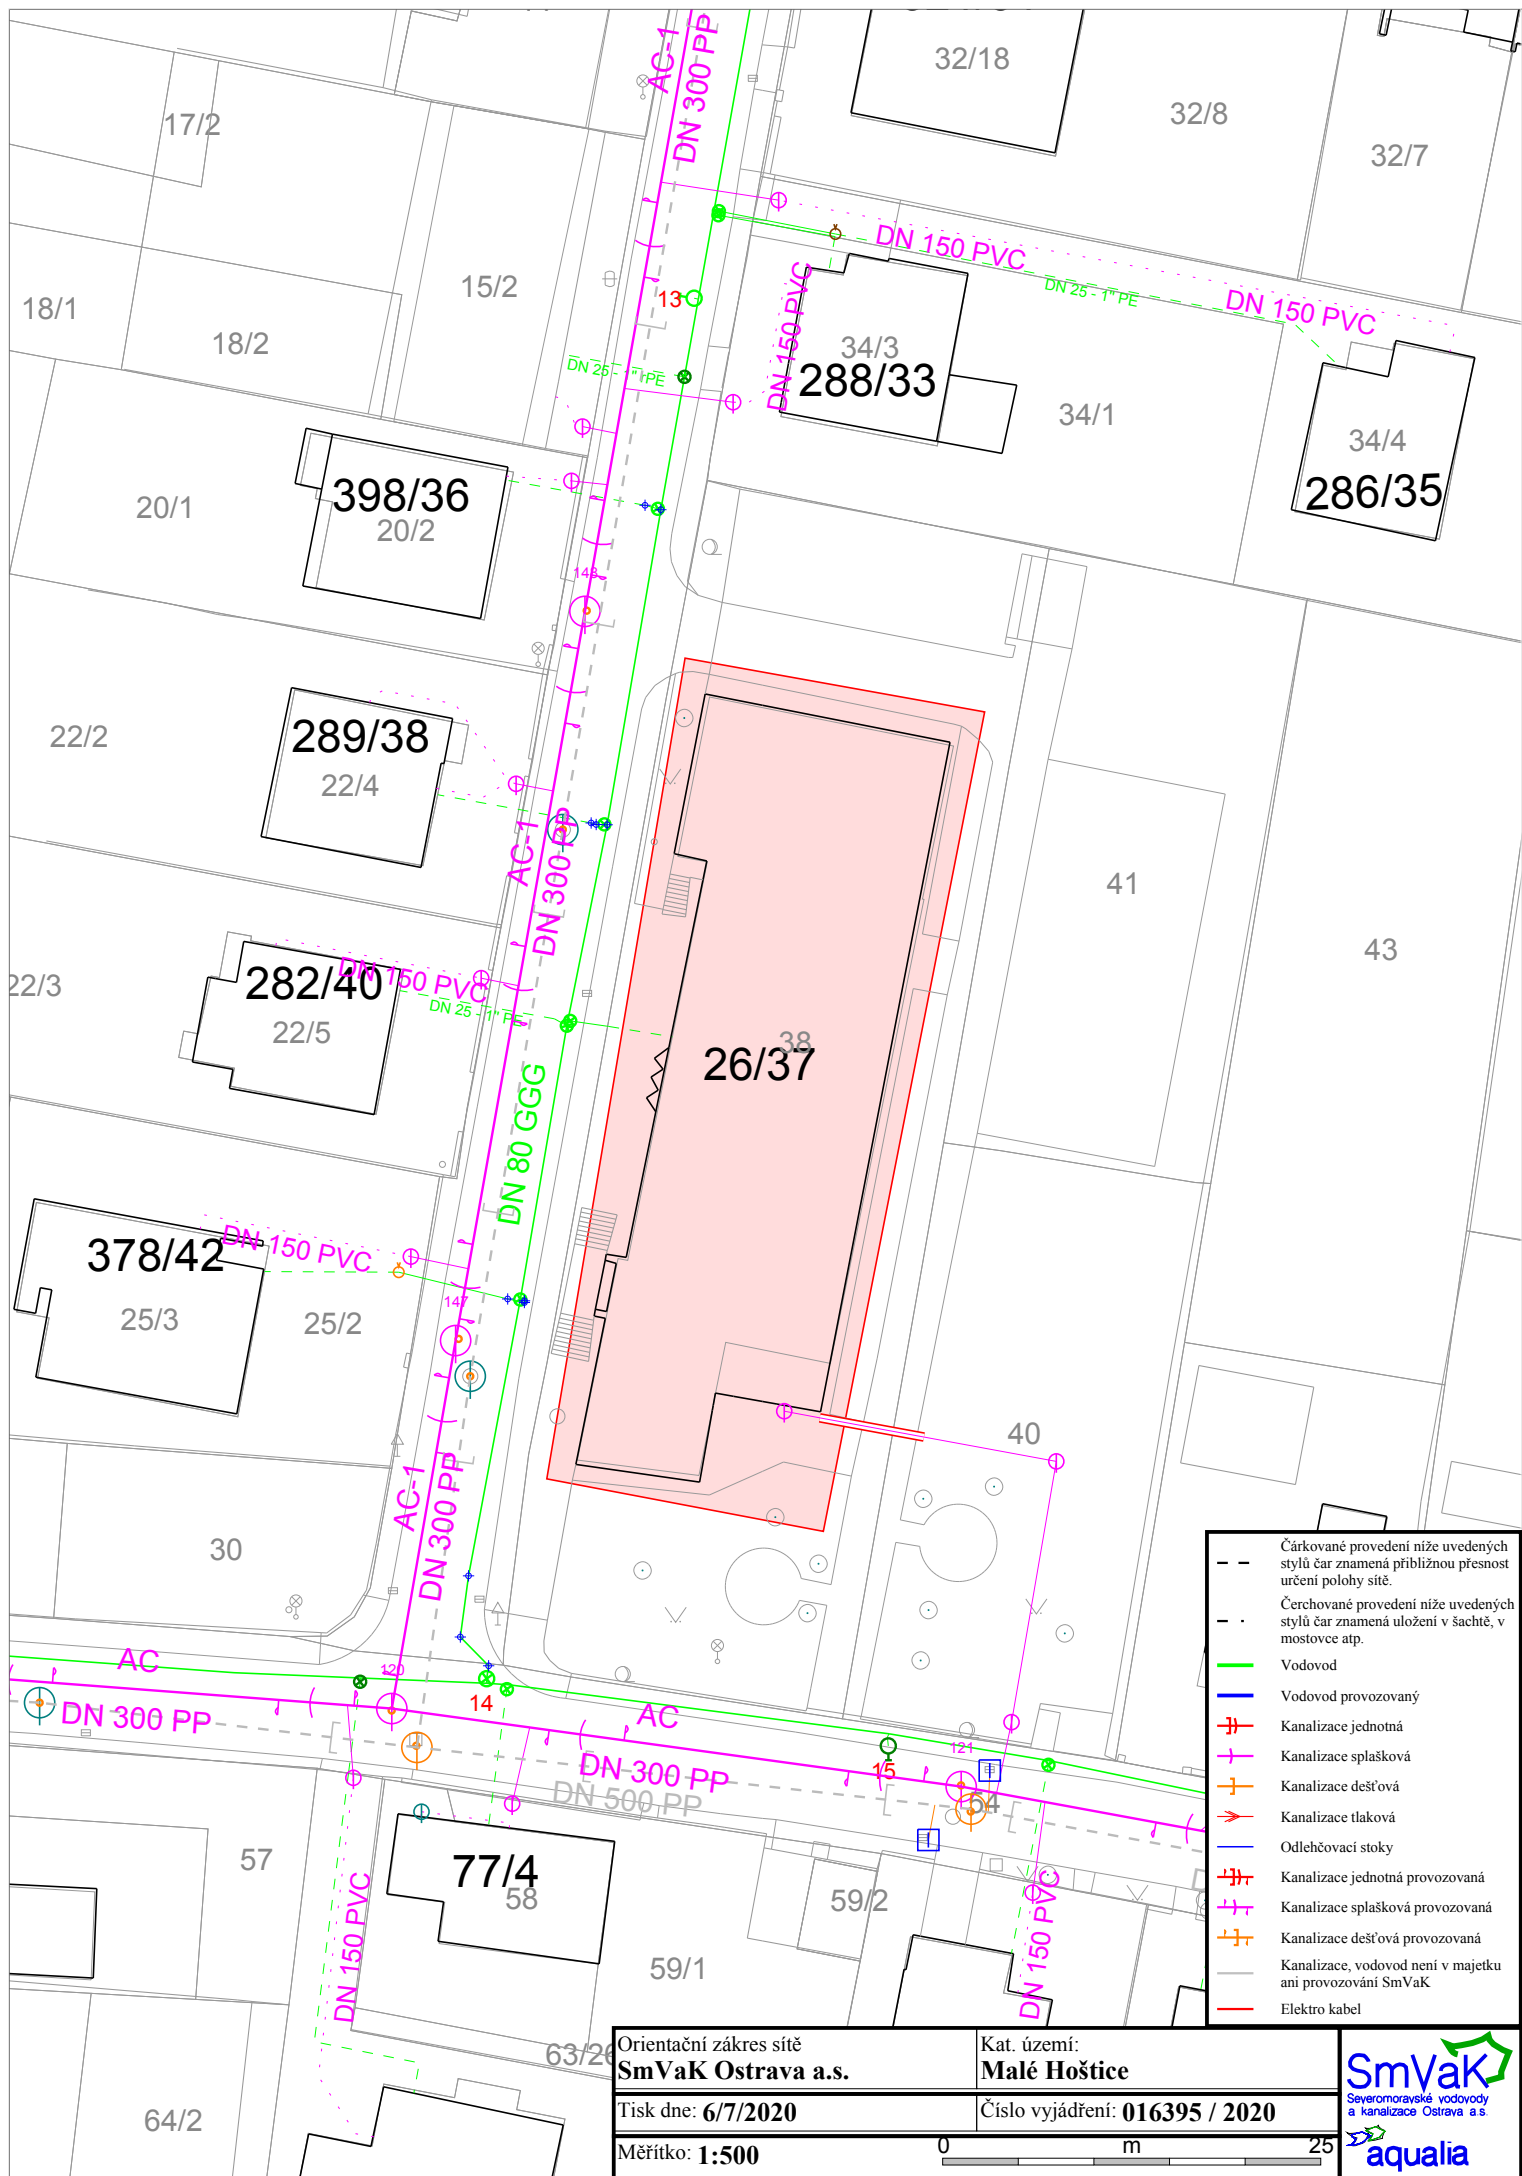 AC-1
DN 300 PP
32/18
32/8
32/7
17/2
DN 150 PVC
DN 25 - 1" PE
DN 150 PVC
15/2
18/1
18/2
13
DN 150 PVC
34/3
288/33
34/1
34/4
286/35
398/36
20/1
20/2
148
289/38
22/2
22/4
AC-1
DN 300 PP
41
43
282/40
DN 150 PVC
22/3
22/5
DN 25 - 1" PE
38
26/37
DN 80 GGG
378/42
DN 150 PVC
25/3
25/2
147
40
AC-1
DN 300 PP
30
AC
120
14
DN 300 PP
AC
DN 300 PP
DN 500 PP
121
15
54
57
77/4
58
59/2
DN 150 PVC
59/1
DN 150 PVC
64/2
Čárkované provedení níže uvedených
stylů čar znamená přibližnou přesnost
určení polohy sítě.
Čerchované provedení níže uvedených
stylů čar znamená uložení v šachtě, v
mostovce atp.
Vodovod
Vodovod provozovaný
Kanalizace jednotná
Kanalizace splašková
Kanalizace dešťová
Kanalizace tlaková
Odlehčovací stoky
Kanalizace jednotná provozovaná
Kanalizace splašková provozovaná
Kanalizace dešťová provozovaná
Kanalizace, vodovod není v majetku
ani provozování SmVaK
Elektro kabel
Orientační zákres sítě
SmVaK Ostrava a.s.
Kat. území:
Malé Hoštice
Tisk dne: 6/7/2020
Číslo vyjádření: 016395 / 2020
Měřítko: 1:500
0 m 25
SmVaK
Severomoravské vodovody
a kanalizace Ostrava a.s.
aqualia